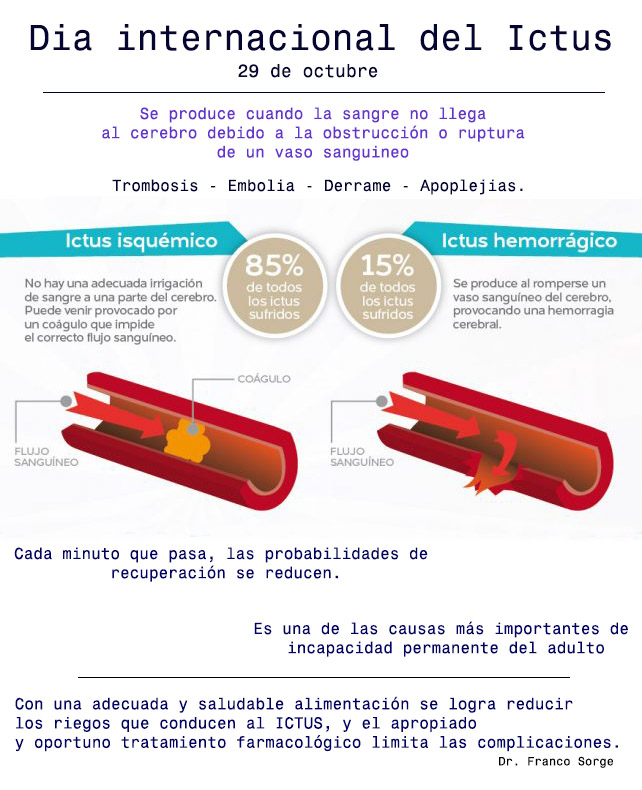 Dia internacional del Ictus
29 de octubre
Se produce cuando la sangre no llega
al cerebro debido a la obstrucción o ruptura
de un vaso sanguineo
Trombosis - Embolia - Derrame - Apoplejias.
Ictus isquémico
No hay una adecuada irrigación
de sangre a una parte del cerebro.
Puede venir provocado por
un coágulo que impide
el correcto flujo sanguíneo.
85%
de todos
los ictus
sufridos
15%
de todos
los ictus
sufridos
Ictus hemorrágico
Se produce al romperse un
vaso sanguíneo del cerebro,
provocando una hemorragia
cerebral.
COÁGULO
FLUJO
SANGUÍNEO
FLUJO
SANGUÍNEO
Cada minuto que pasa, las probabilidades de
recuperación se reducen.
Es una de las causas más importantes de
incapacidad permanente del adulto
Con una adecuada y saludable alimentación se logra reducir
los riegos que conducen al ICTUS, y el apropiado
y oportuno tratamiento farmacológico limita las complicaciones.
Dr. Franco Sorge